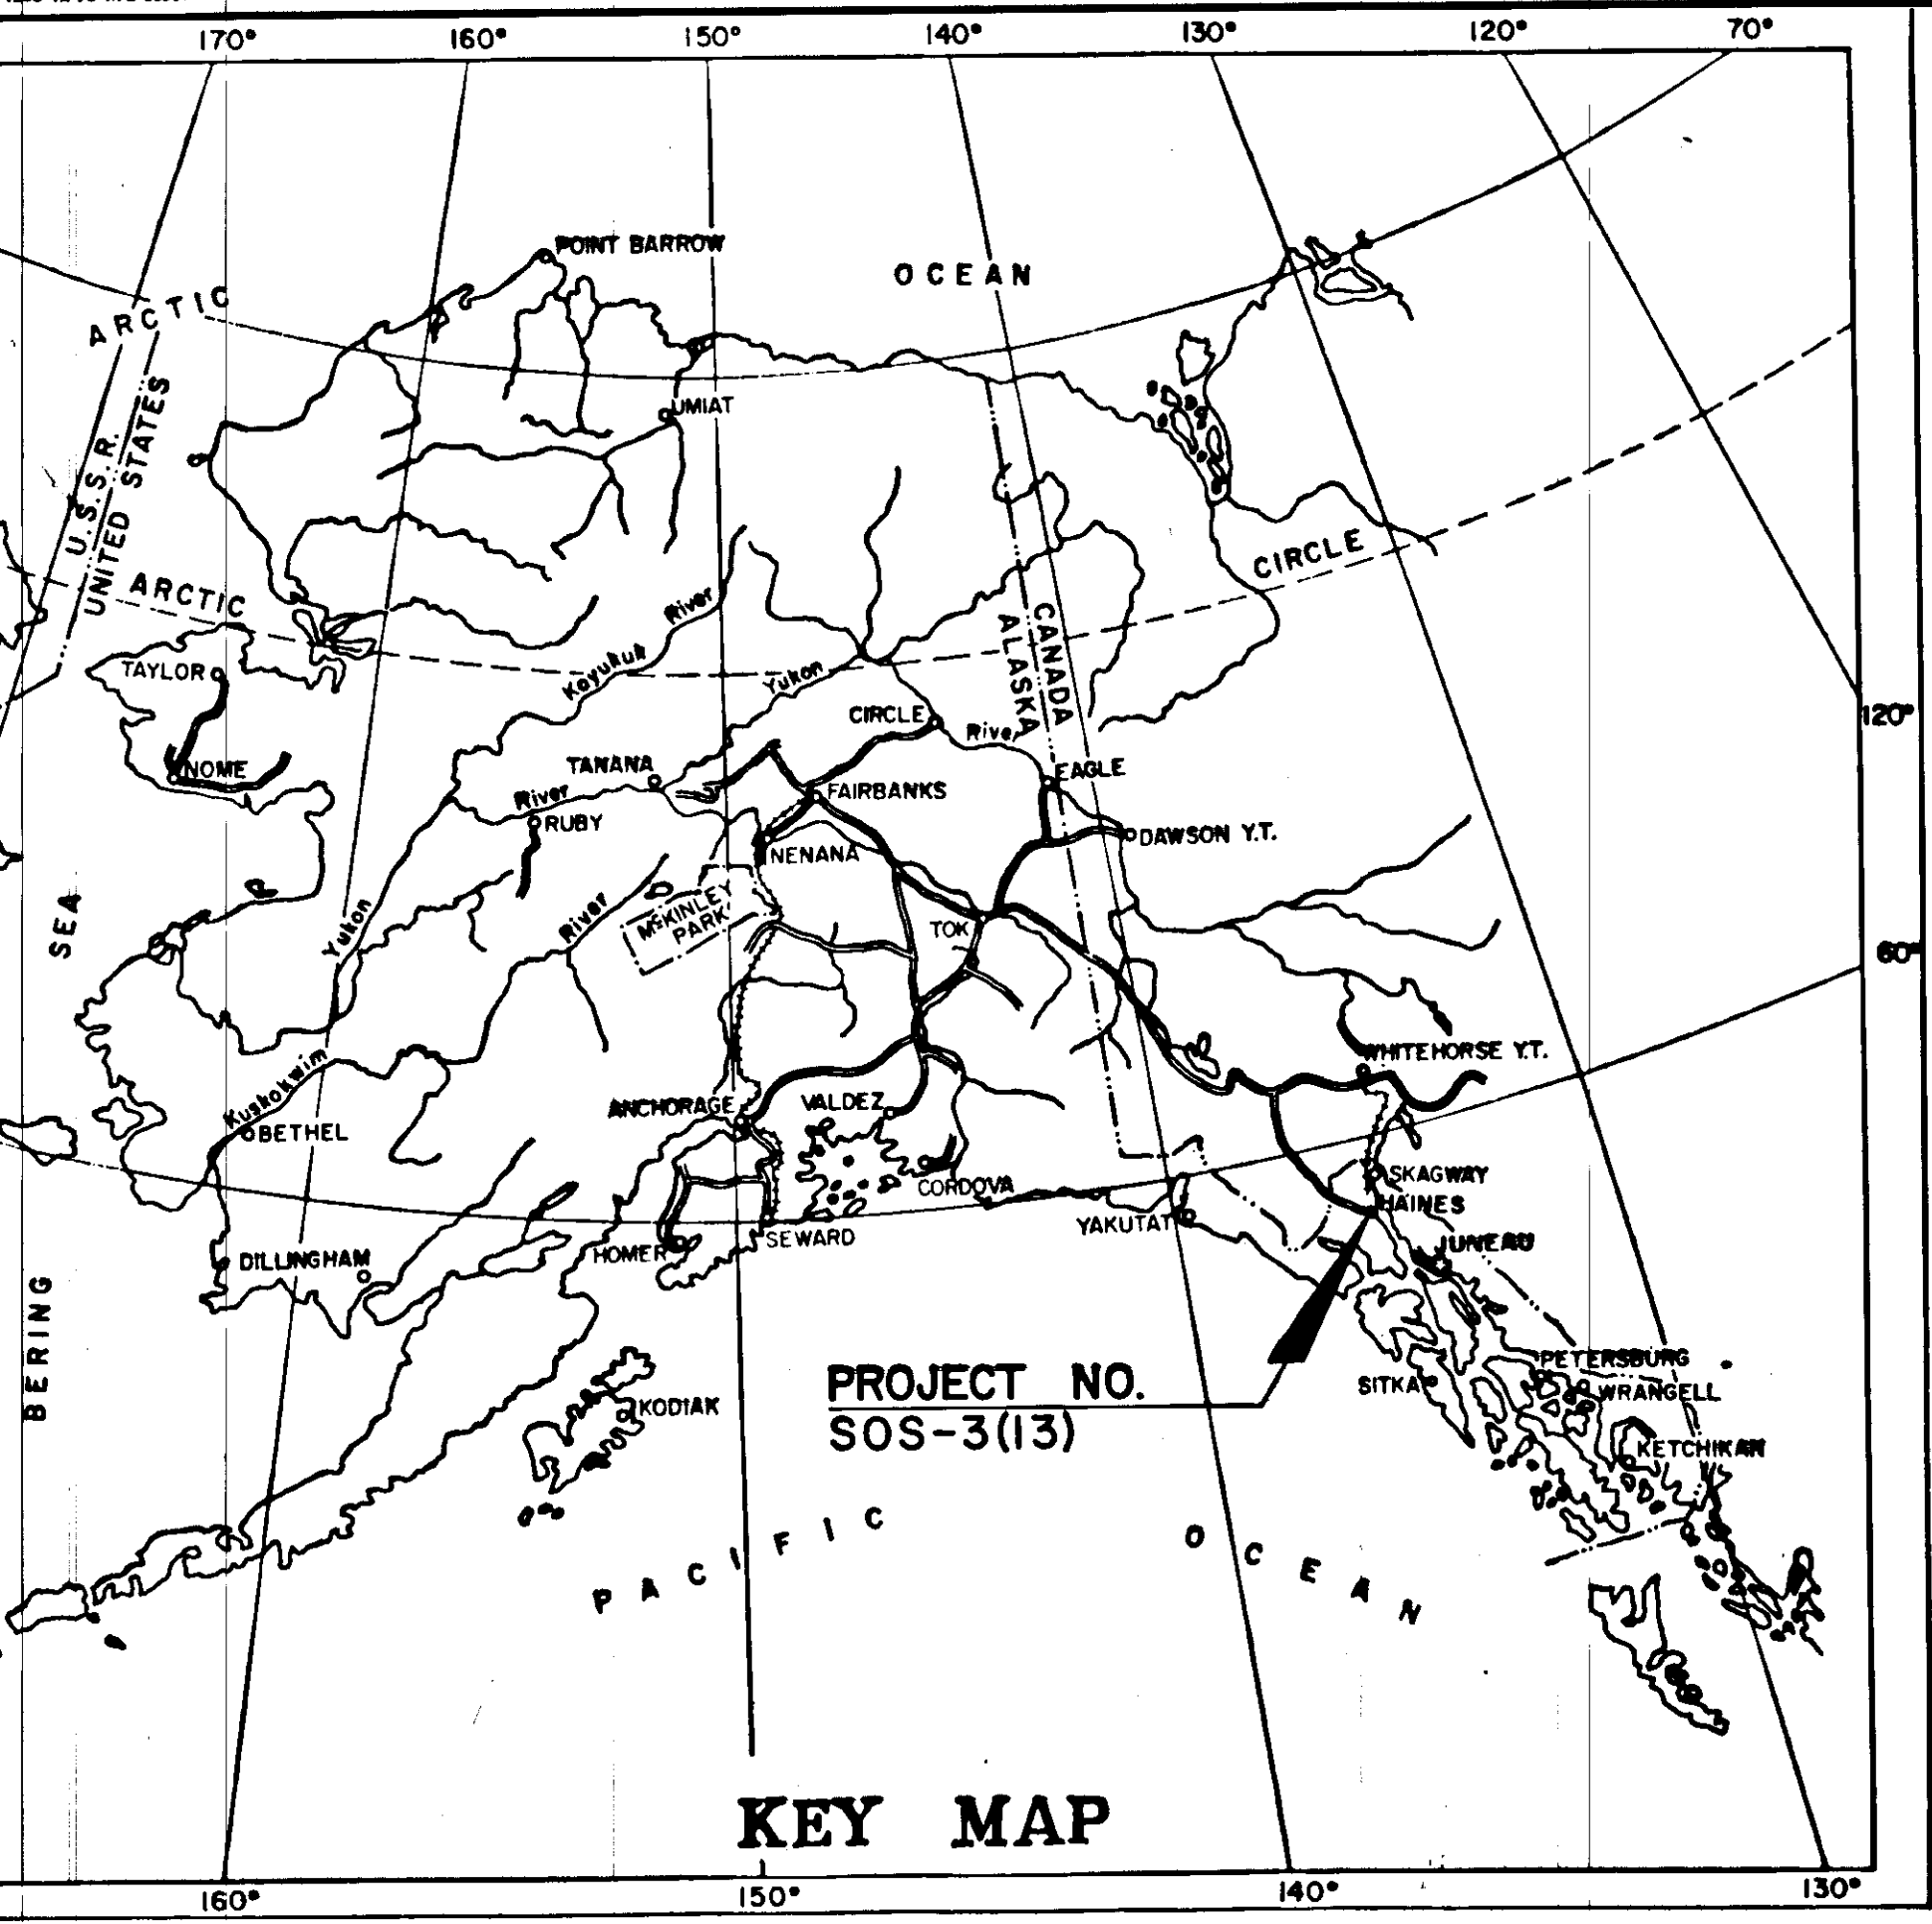 170° 160° 150° 140° 130° 120° 70°
POINT BARROW
ARCTIC OCEAN
UMIAT
U.S.S.R.
UNITED STATES
ARCTIC CIRCLE
Koyukuk River
CANADA
ALASKA
TAYLOR
Yukon River
CIRCLE
120°
NOME
TANANA
EAGLE
River
FAIRBANKS
RUBY
DAWSON Y.T.
NENANA
McKINLEY
PARK
River
Yukon
TOK
60°
BERING SEA
WHITEHORSE Y.T.
Kuskokwim
ANCHORAGE
VALDEZ
BETHEL
SKAGWAY
CORDOVA
HAINES
YAKUTAT
SEWARD
HOMER
JUNEAU
DILLINGHAM
PETERSBURG
SITKA
WRANGELL
PROJECT NO.
SOS-3(13)
KODIAK
KETCHIKAN
PACIFIC OCEAN
KEY MAP
160° 150° 140° 130°